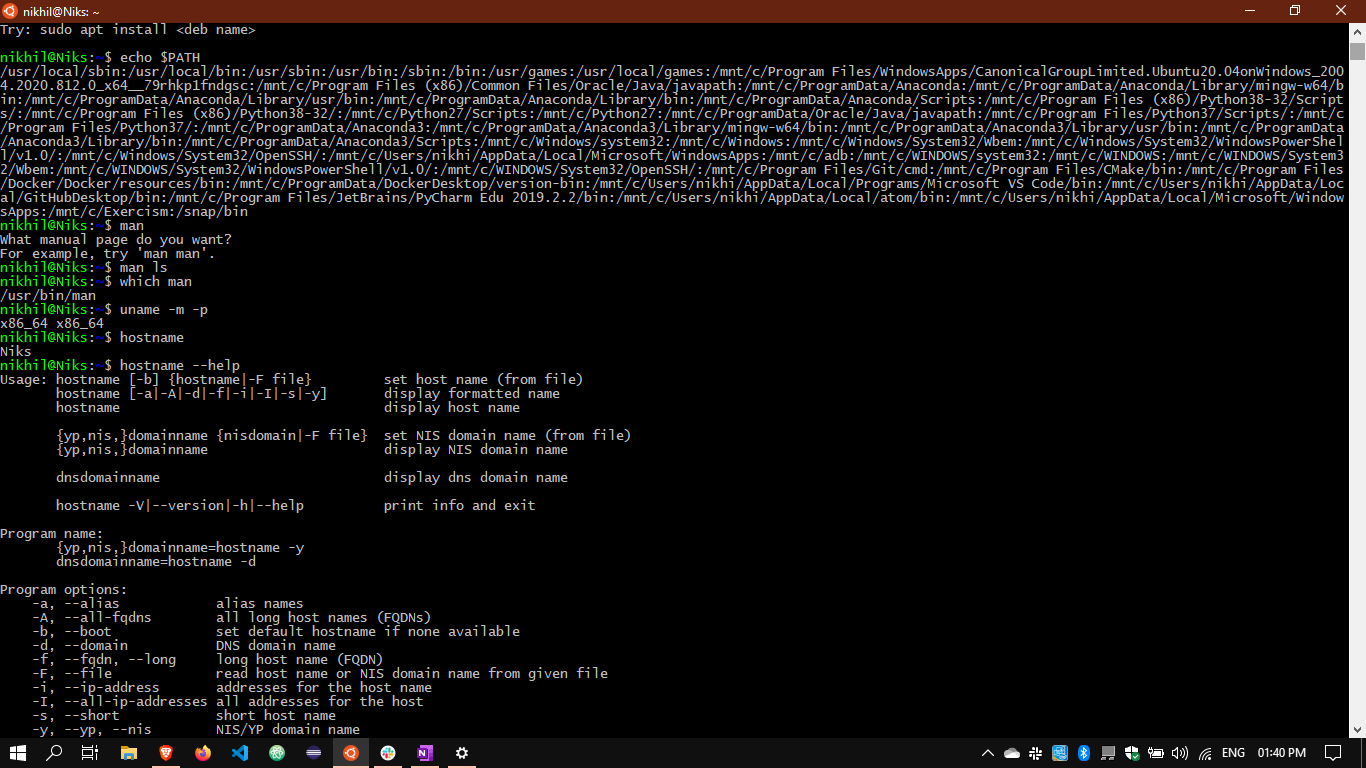 nikhil@Niks: ~
Try: sudo apt install <deb name>
nikhil@Niks:~$ echo $PATH
/usr/local/sbin:/usr/local/bin:/usr/sbin:/usr/bin:/sbin:/bin:/usr/games:/usr/local/games:/mnt/c/Program Files/WindowsApps/CanonicalGroupLimited.Ubuntu20.04onWindows_200
4.2020.812.0_x64__79rhkp1fndgsc:/mnt/c/Program Files (x86)/Common Files/Oracle/Java/javapath:/mnt/c/ProgramData/Anaconda:/mnt/c/ProgramData/Anaconda/Library/mingw-w64/b
in:/mnt/c/ProgramData/Anaconda/Library/usr/bin:/mnt/c/ProgramData/Anaconda/Library/bin:/mnt/c/ProgramData/Anaconda/Scripts:/mnt/c/Program Files (x86)/Python38-32/Script
s/:/mnt/c/Program Files (x86)/Python38-32/:/mnt/c/Python27/Scripts:/mnt/c/Python27:/mnt/c/ProgramData/Oracle/Java/javapath:/mnt/c/Program Files/Python37/Scripts/:/mnt/c
/Program Files/Python37/:/mnt/c/ProgramData/Anaconda3:/mnt/c/ProgramData/Anaconda3/Library/mingw-w64/bin:/mnt/c/ProgramData/Anaconda3/Library/usr/bin:/mnt/c/ProgramData
/Anaconda3/Library/bin:/mnt/c/ProgramData/Anaconda3/Scripts:/mnt/c/Windows/system32:/mnt/c/Windows:/mnt/c/Windows/System32/Wbem:/mnt/c/Windows/System32/WindowsPowerShel
l/v1.0/:/mnt/c/Windows/System32/OpenSSH/:/mnt/c/Users/nikhi/AppData/Local/Microsoft/WindowsApps:/mnt/c/adb:/mnt/c/WINDOWS/system32:/mnt/c/WINDOWS:/mnt/c/WINDOWS/System3
2/Wbem:/mnt/c/WINDOWS/System32/WindowsPowerShell/v1.0/:/mnt/c/WINDOWS/System32/OpenSSH/:/mnt/c/Program Files/Git/cmd:/mnt/c/Program Files/CMake/bin:/mnt/c/Program Files
/Docker/Docker/resources/bin:/mnt/c/ProgramData/DockerDesktop/version-bin:/mnt/c/Users/nikhi/AppData/Local/Programs/Microsoft VS Code/bin:/mnt/c/Users/nikhi/AppData/Loc
al/GitHubDesktop/bin:/mnt/c/Program Files/JetBrains/PyCharm Edu 2019.2.2/bin:/mnt/c/Users/nikhi/AppData/Local/atom/bin:/mnt/c/Users/nikhi/AppData/Local/Microsoft/Window
sApps:/mnt/c/Exercism:/snap/bin
nikhil@Niks:~$ man
What manual page do you want?
For example, try 'man man'.
nikhil@Niks:~$ man ls
nikhil@Niks:~$ which man
/usr/bin/man
nikhil@Niks:~$ uname -m -p
x86_64 x86_64
nikhil@Niks:~$ hostname
Niks
nikhil@Niks:~$ hostname --help
Usage: hostname [-b] {hostname|-F file}         set host name (from file)
       hostname [-a|-A|-d|-f|-i|-I|-s|-y]       display formatted name
       hostname                                 display host name
       {yp,nis,}domainname {nisdomain|-F file}  set NIS domain name (from file)
       {yp,nis,}domainname                      display NIS domain name
       dnsdomainname                            display dns domain name
       hostname -V|--version|-h|--help          print info and exit
Program name:
       {yp,nis,}domainname=hostname -y
       dnsdomainname=hostname -d
Program options:
    -a, --alias            alias names
    -A, --all-fqdns        all long host names (FQDNs)
    -b, --boot             set default hostname if none available
    -d, --domain           DNS domain name
    -f, --fqdn, --long     long host name (FQDN)
    -F, --file             read host name or NIS domain name from given file
    -i, --ip-address       addresses for the host name
    -I, --all-ip-addresses all addresses for the host
    -s, --short            short host name
    -y, --yp, --nis        NIS/YP domain name
ENG 01:40 PM